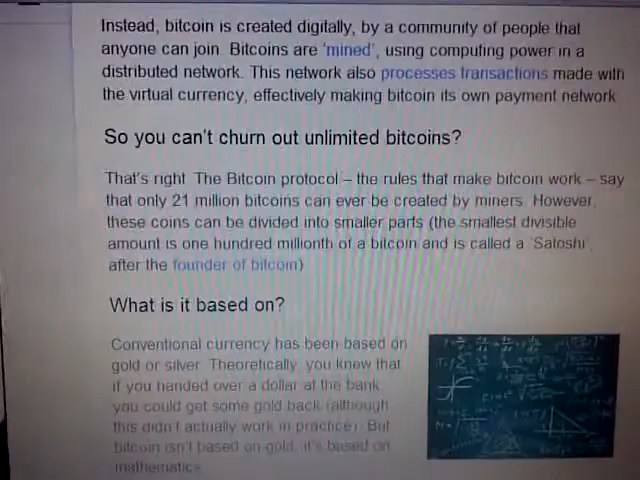 Instead, bitcoin is created digitally, by a community of people that
anyone can join. Bitcoins are 'mined', using computing power in a
distributed network. This network also processes transactions made with
the virtual currency, effectively making bitcoin its own payment network
So you can't churn out unlimited bitcoins?
That's right. The Bitcoin protocol – the rules that make bitcoin work – say
that only 21 million bitcoins can ever be created by miners. However,
these coins can be divided into smaller parts (the smallest divisible
amount is one hundred millionth of a bitcoin and is called a 'Satoshi',
after the founder of bitcoin)
What is it based on?
Conventional currency has been based on
gold or silver. Theoretically, you knew that
if you handed over a dollar at the bank,
you could get some gold back (although
this didn't actually work in practice). But
bitcoin isn't based on gold; it's based on
mathematics